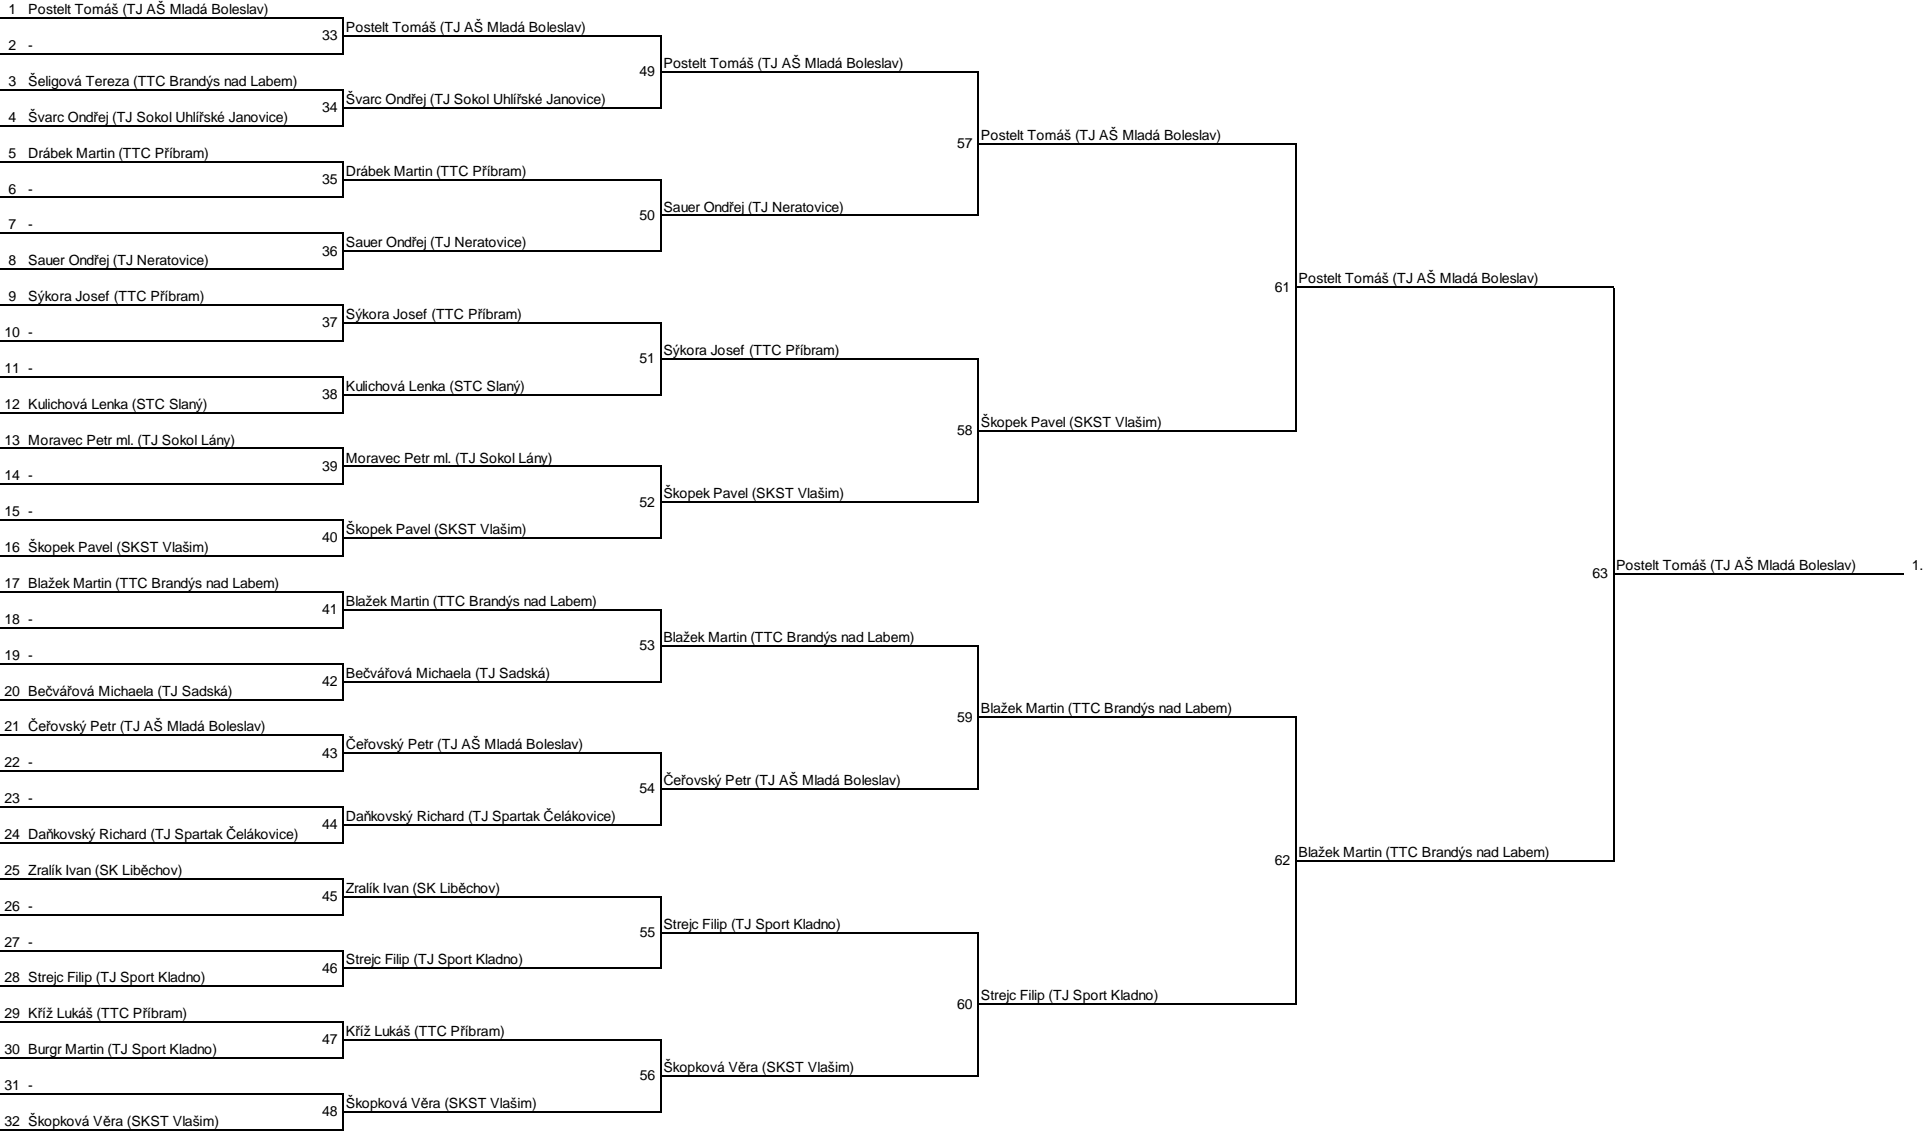 1 Postelt Tomáš (TJ AŠ Mladá Boleslav)
2 -
3 Šeligová Tereza (TTC Brandýs nad Labem)
4 Švarc Ondřej (TJ Sokol Uhlířské Janovice)
5 Drábek Martin (TTC Příbram)
6 -
7 -
8 Sauer Ondřej (TJ Neratovice)
9 Sýkora Josef (TTC Příbram)
10 -
11 -
12 Kulichová Lenka (STC Slaný)
13 Moravec Petr ml. (TJ Sokol Lány)
14 -
15 -
16 Škopek Pavel (SKST Vlašim)
17 Blažek Martin (TTC Brandýs nad Labem)
18 -
19 -
20 Bečvářová Michaela (TJ Sadská)
21 Čeřovský Petr (TJ AŠ Mladá Boleslav)
22 -
23 -
24 Daňkovský Richard (TJ Spartak Čelákovice)
25 Zralík Ivan (SK Liběchov)
26 -
27 -
28 Strejc Filip (TJ Sport Kladno)
29 Kříž Lukáš (TTC Příbram)
30 Burgr Martin (TJ Sport Kladno)
31 -
32 Škopková Věra (SKST Vlašim)
33 Postelt Tomáš (TJ AŠ Mladá Boleslav)
34 Švarc Ondřej (TJ Sokol Uhlířské Janovice)
35 Drábek Martin (TTC Příbram)
36 Sauer Ondřej (TJ Neratovice)
37 Sýkora Josef (TTC Příbram)
38 Kulichová Lenka (STC Slaný)
39 Moravec Petr ml. (TJ Sokol Lány)
40 Škopek Pavel (SKST Vlašim)
41 Blažek Martin (TTC Brandýs nad Labem)
42 Bečvářová Michaela (TJ Sadská)
43 Čeřovský Petr (TJ AŠ Mladá Boleslav)
44 Daňkovský Richard (TJ Spartak Čelákovice)
45 Zralík Ivan (SK Liběchov)
46 Strejc Filip (TJ Sport Kladno)
47 Kříž Lukáš (TTC Příbram)
48 Škopková Věra (SKST Vlašim)
49 Postelt Tomáš (TJ AŠ Mladá Boleslav)
50 Sauer Ondřej (TJ Neratovice)
51 Sýkora Josef (TTC Příbram)
52 Škopek Pavel (SKST Vlašim)
53 Blažek Martin (TTC Brandýs nad Labem)
54 Čeřovský Petr (TJ AŠ Mladá Boleslav)
55 Strejc Filip (TJ Sport Kladno)
56 Škopková Věra (SKST Vlašim)
57 Postelt Tomáš (TJ AŠ Mladá Boleslav)
58 Škopek Pavel (SKST Vlašim)
59 Blažek Martin (TTC Brandýs nad Labem)
60 Strejc Filip (TJ Sport Kladno)
61 Postelt Tomáš (TJ AŠ Mladá Boleslav)
62 Blažek Martin (TTC Brandýs nad Labem)
63 Postelt Tomáš (TJ AŠ Mladá Boleslav) 1.